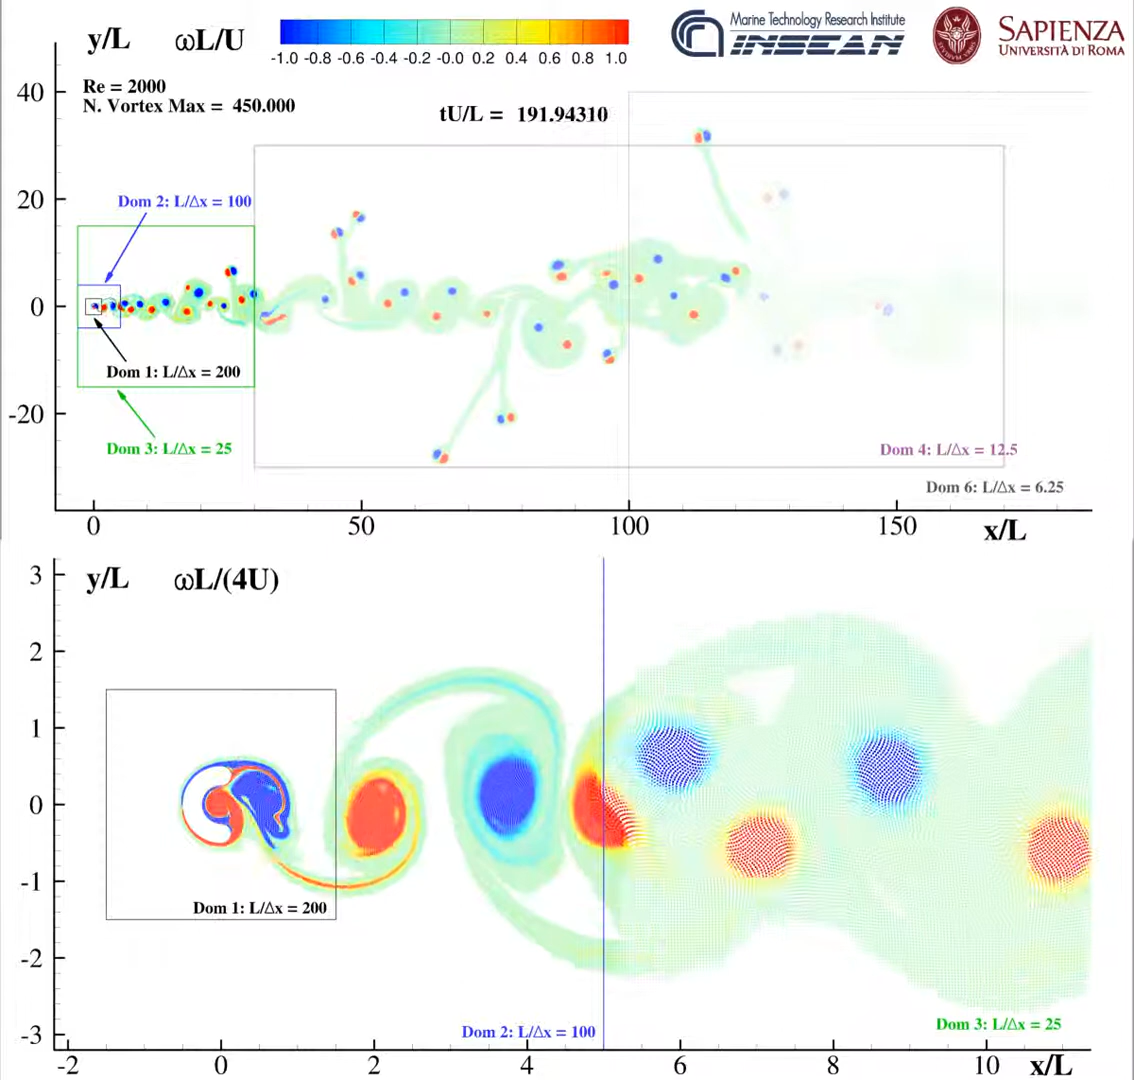 y/L ωL/U
-1.0 -0.8 -0.6 -0.4 -0.2 -0.0 0.2 0.4 0.6 0.8 1.0
Marine Technology Research Institute
INSEAN
SAPIENZA
UNIVERSITÀ DI ROMA
Re = 2000
N. Vortex Max = 450.000
tU/L = 191.94310
40
20
0
-20
Dom 2: L/Δx = 100
Dom 1: L/Δx = 200
Dom 3: L/Δx = 25
Dom 4: L/Δx = 12.5
Dom 6: L/Δx = 6.25
0 50 100 150 x/L
y/L ωL/(4U)
3
2
1
0
-1
-2
-3
Dom 1: L/Δx = 200
Dom 2: L/Δx = 100
Dom 3: L/Δx = 25
-2 0 2 4 6 8 10 x/L